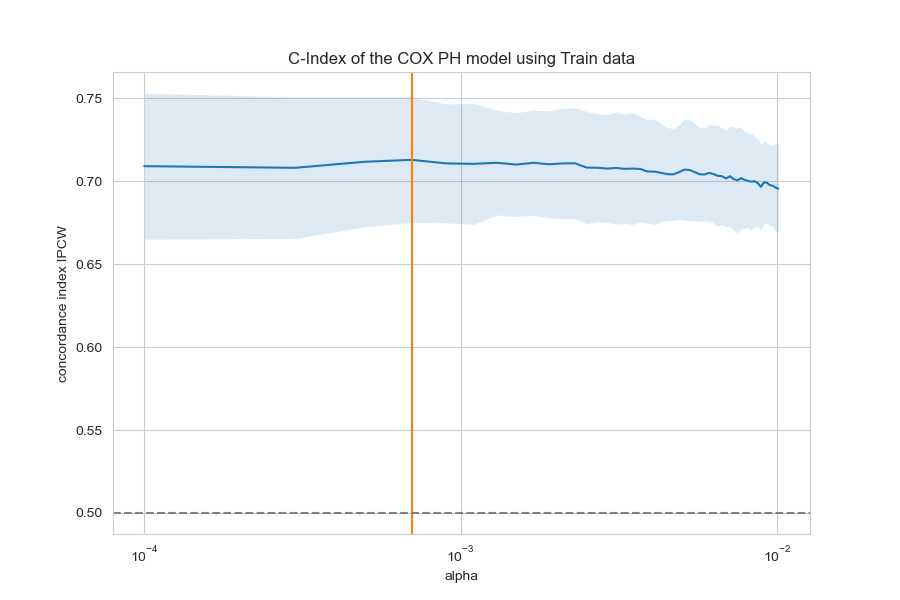 C-Index of the COX PH model using Train data
concordance index IPCW
0.75
0.70
0.65
0.60
0.55
0.50
10⁻⁴ 10⁻³ 10⁻²
alpha